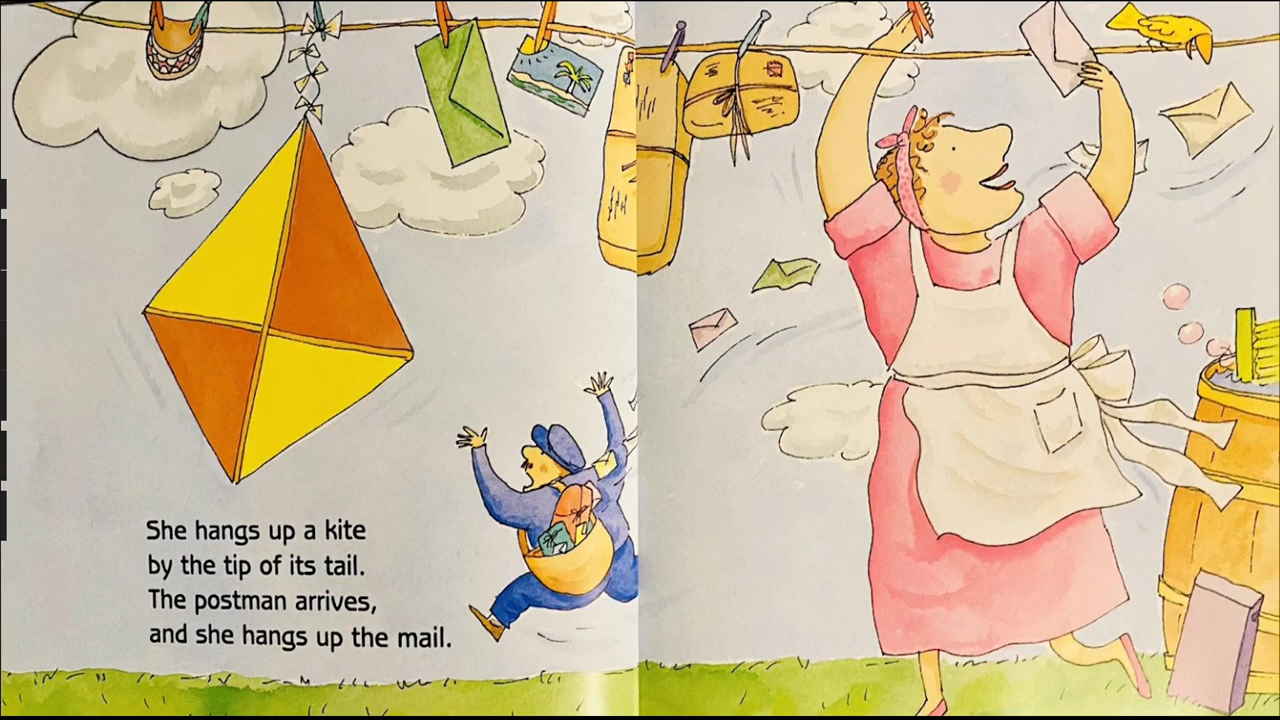 She hangs up a kite
by the tip of its tail.
The postman arrives,
and she hangs up the mail.